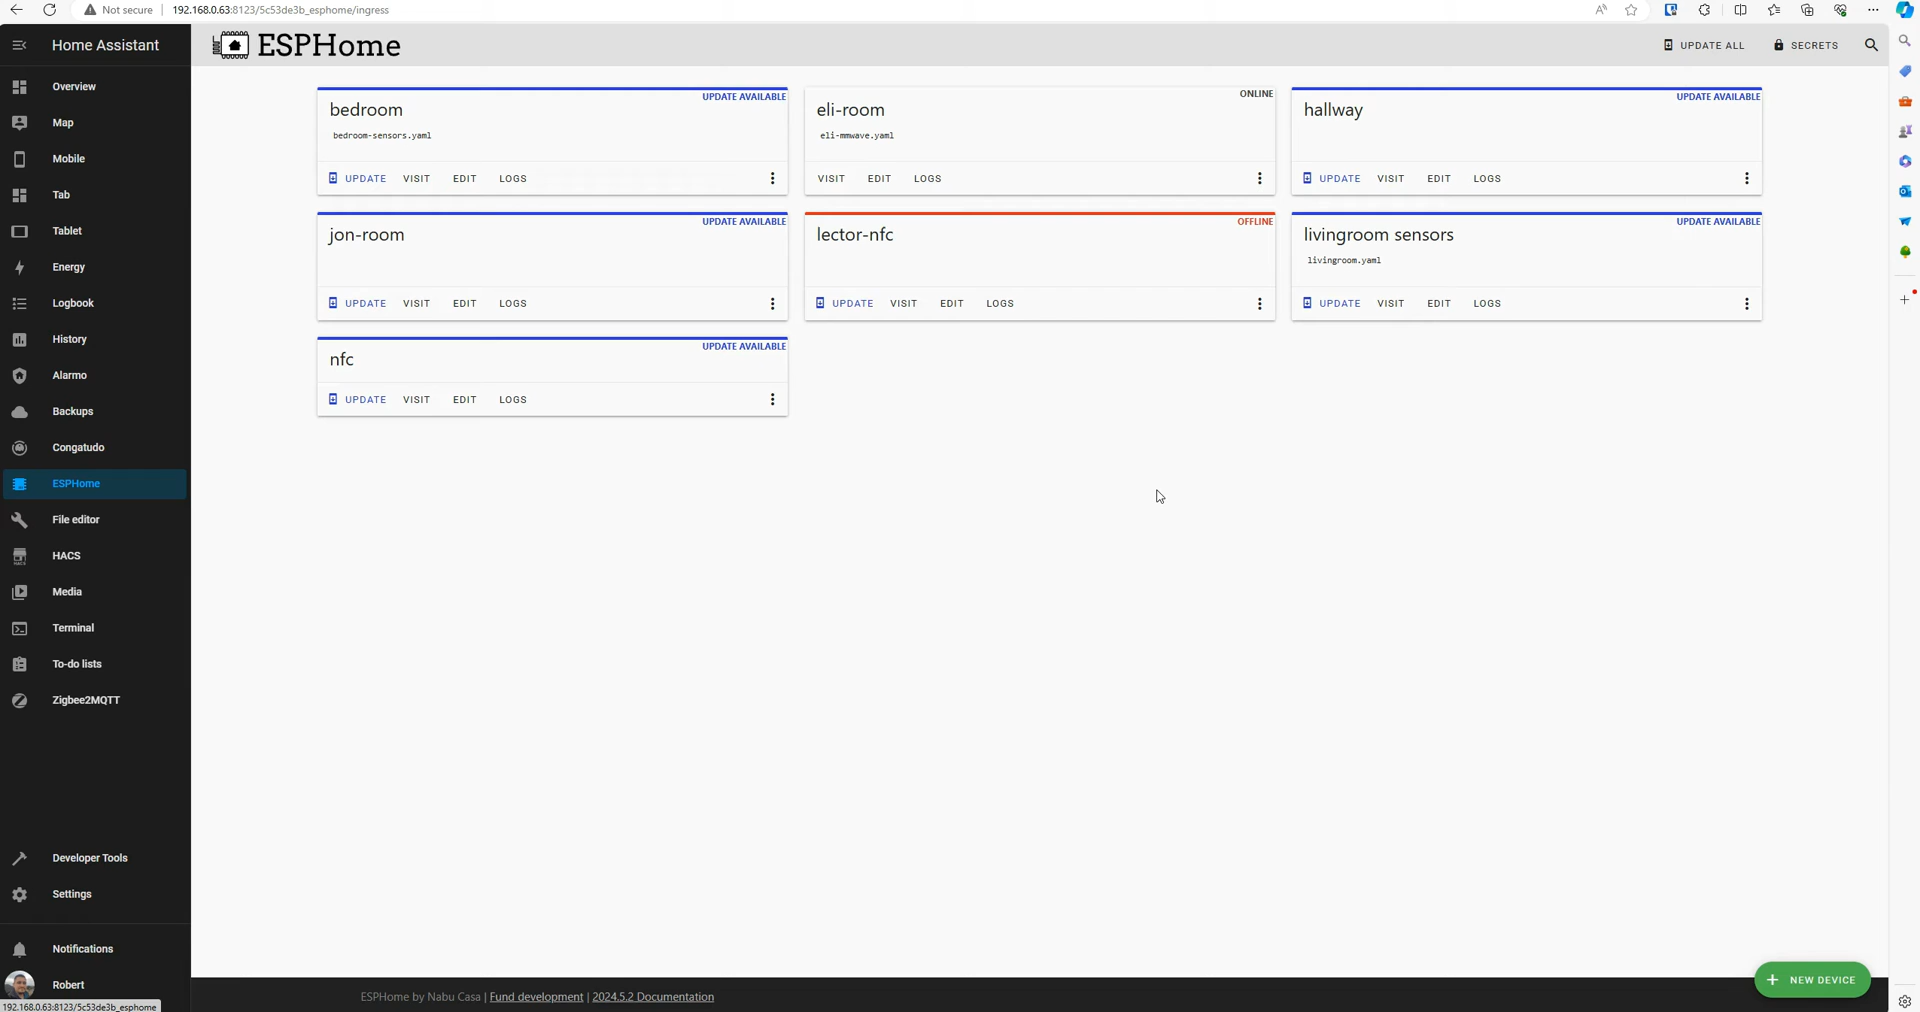 Not secure
192.168.0.63:8123/5c53de3b_esphome/ingress
Home Assistant
ESPHome
UPDATE ALL
SECRETS
Overview
Map
Mobile
Tab
Tablet
Energy
Logbook
History
Alarmo
Backups
Congatudo
ESPHome
File editor
HACS
HACS
Media
Terminal
To-do lists
Zigbee2MQTT
Developer Tools
Settings
Notifications
Robert
192.168.0.63:8123/5c53de3b_esphome
UPDATE AVAILABLE
bedroom
bedroom-sensors.yaml
UPDATE VISIT EDIT LOGS
ONLINE
eli-room
eli-mmwave.yaml
VISIT EDIT LOGS
UPDATE AVAILABLE
hallway
UPDATE VISIT EDIT LOGS
UPDATE AVAILABLE
jon-room
UPDATE VISIT EDIT LOGS
OFFLINE
lector-nfc
UPDATE VISIT EDIT LOGS
UPDATE AVAILABLE
livingroom sensors
livingroom.yaml
UPDATE VISIT EDIT LOGS
UPDATE AVAILABLE
nfc
UPDATE VISIT EDIT LOGS
NEW DEVICE
ESPHome by Nabu Casa | Fund development | 2024.5.2 Documentation